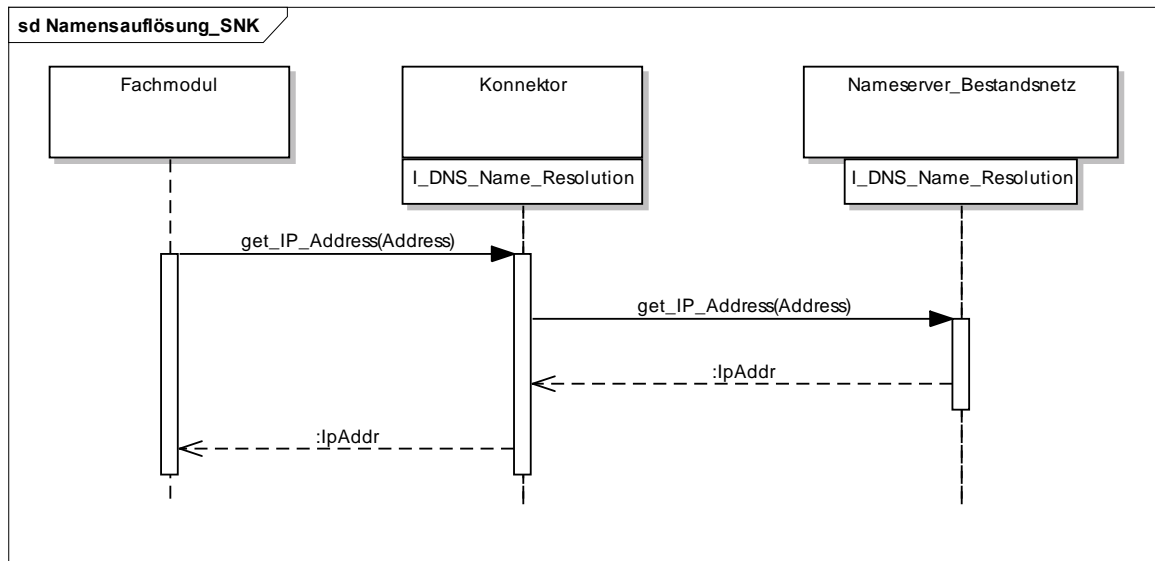 sd Namensauflösung_SNK
Fachmodul
Konnektor
Nameserver_Bestandsnetz
I_DNS_Name_Resolution
I_DNS_Name_Resolution
get_IP_Address(Address)
get_IP_Address(Address)
:IpAddr
:IpAddr